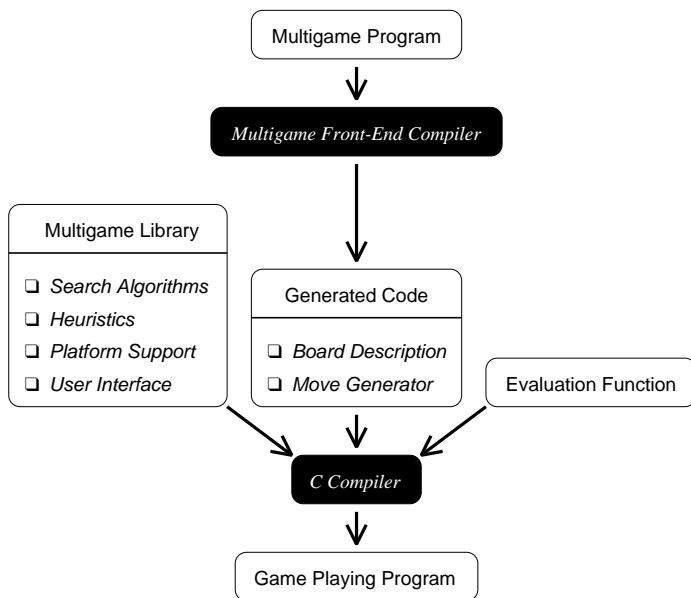 Multigame Program
Multigame Front-End Compiler
Multigame Library
❏ Search Algorithms
❏ Heuristics
❏ Platform Support
❏ User Interface
Generated Code
❏ Board Description
❏ Move Generator
Evaluation Function
C Compiler
Game Playing Program